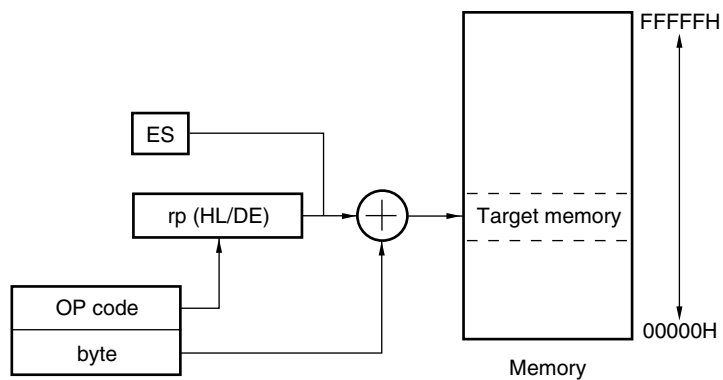 FFFFFH
ES
rp (HL/DE)
Target memory
OP code
byte
00000H
Memory